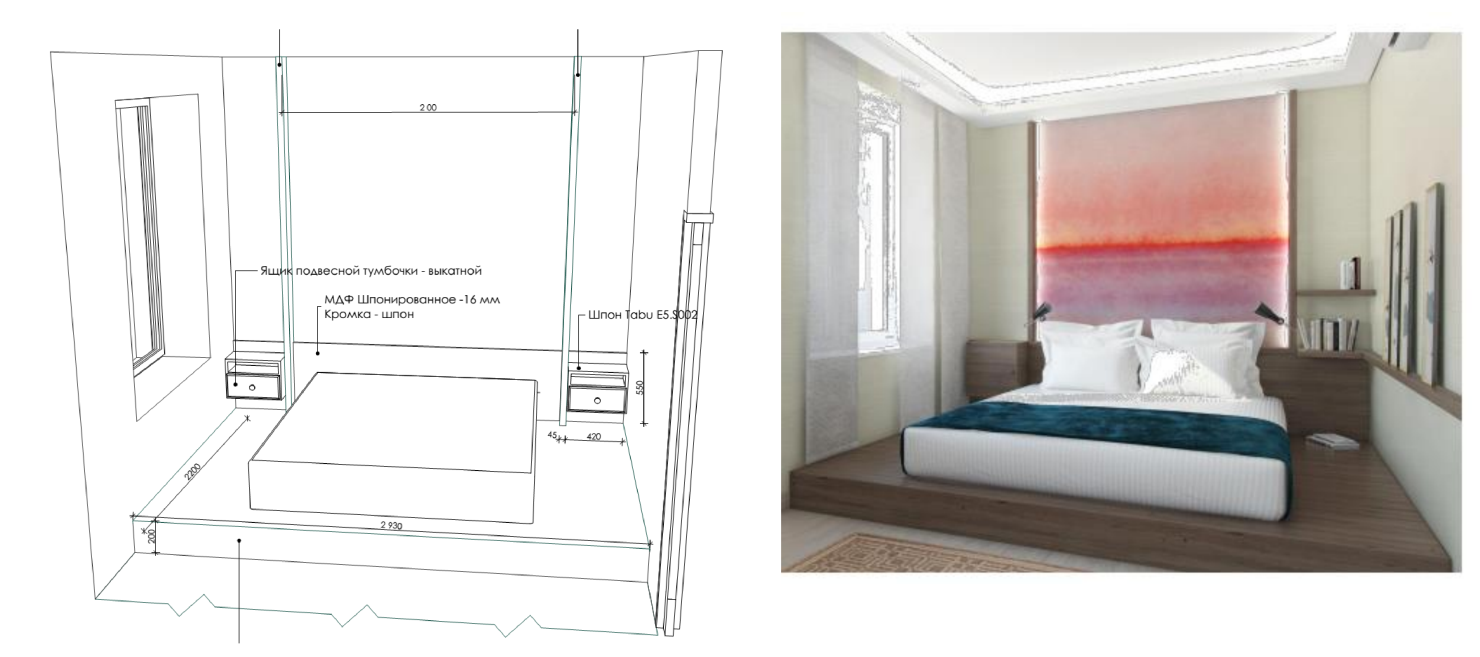 2 00
Ящик подвесной тумбочки - выкатной
МДФ Шпонированное -16 мм
Кромка - шпон
Шпон Tabu E5.S002
550
45
420
2200
2 930
200